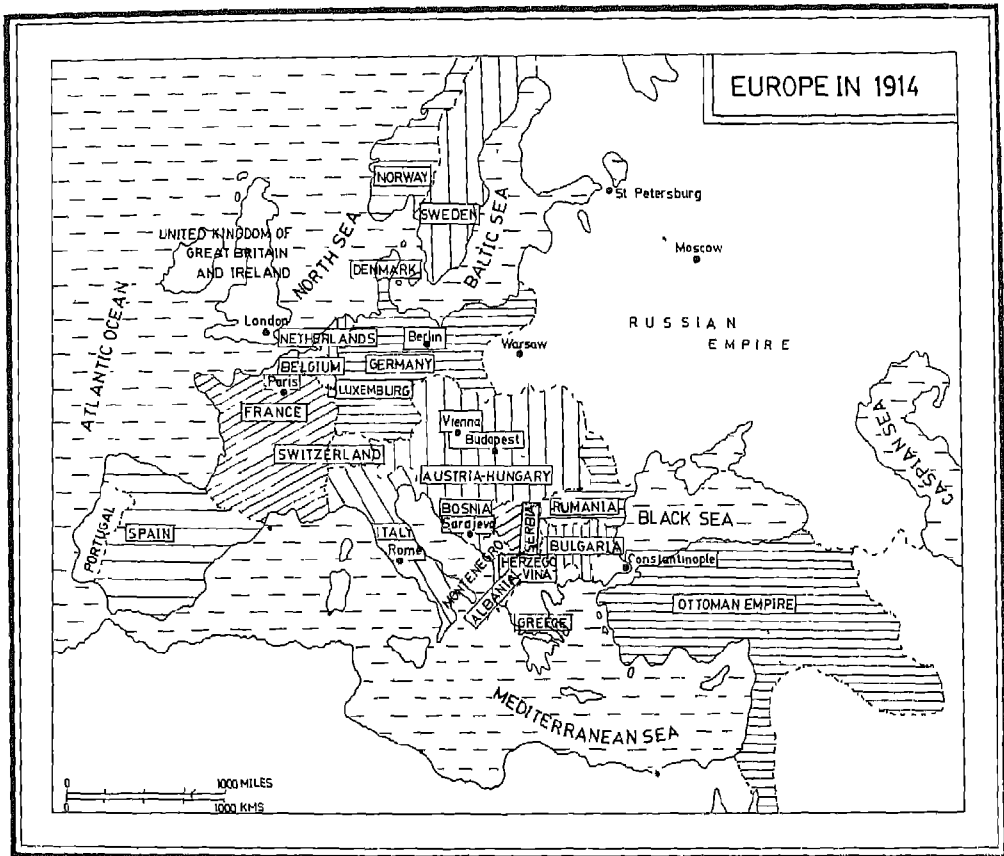 EUROPE IN 1914
NORWAY
St Petersburg
SWEDEN
BALTIC SEA
UNITED KINGDOM OF
GREAT BRITAIN
AND IRELAND
NORTH SEA
Moscow
DENMARK
ATLANTIC OCEAN
London
NETHERLANDS
Berlin
RUSSIAN
EMPIRE
Warsaw
BELGIUM
GERMANY
Paris
LUXEMBURG
FRANCE
Vienna
Budapest
SWITZERLAND
CASPIAN SEA
AUSTRIA-HUNGARY
BOSNIA
Sarajevo
SERBIA
RUMANIA
BLACK SEA
PORTUGAL
SPAIN
ITALY
Rome
MONTENEGRO
BULGARIA
HERZEGO
VINA
Constantinople
ALBANIA
OTTOMAN EMPIRE
GREECE
MEDITERRANEAN SEA
0 1000 MILES
0 1000 KMS